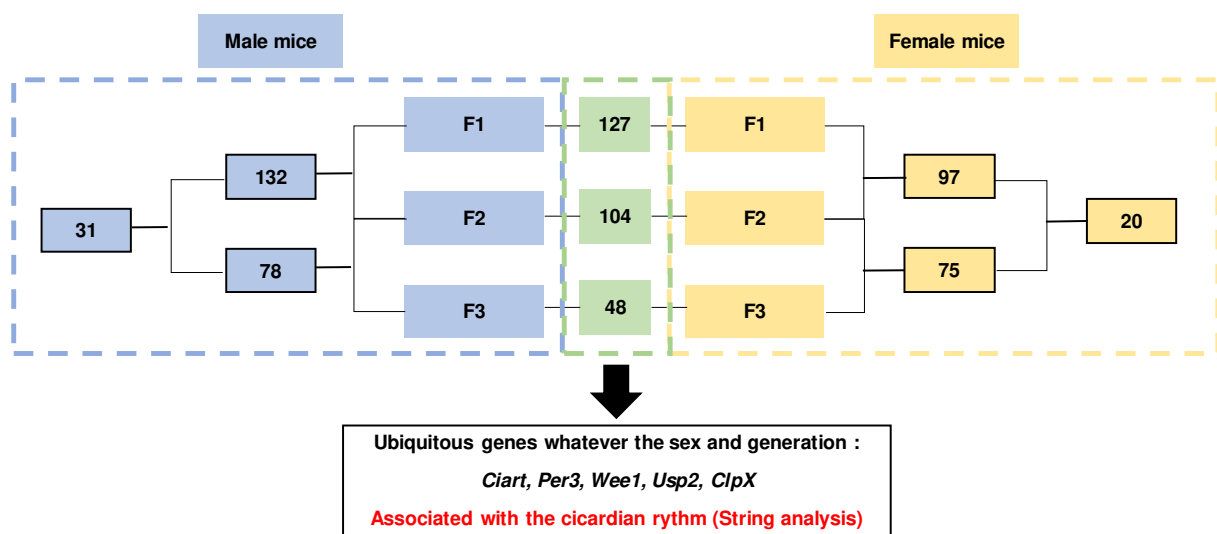 Male mice
Female mice
F1
127
F1
132
97
F2
104
F2
31
20
78
75
F3
48
F3
Ubiquitous genes whatever the sex and generation :
Ciart, Per3, Wee1, Usp2, ClpX
Associated with the cicardian rythm (String analysis)